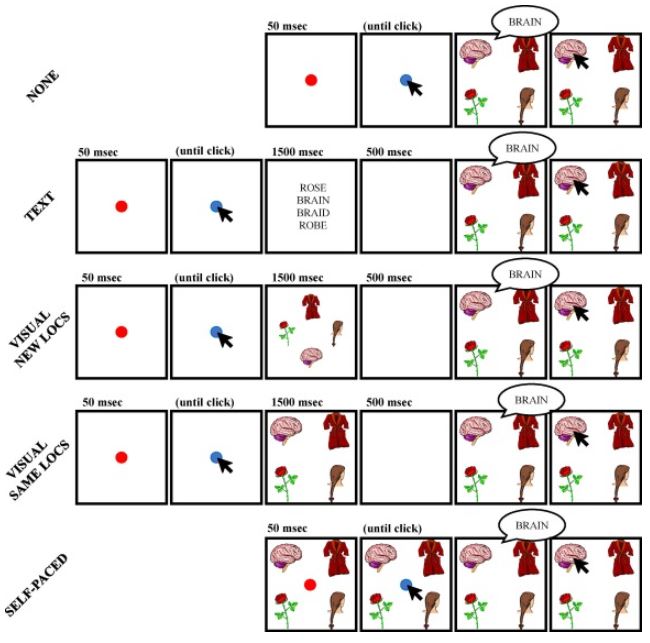 50 msec (until click) BRAIN
NONE
50 msec (until click) 1500 msec 500 msec BRAIN
TEXT
ROSE
BRAIN
BRAID
ROBE
50 msec (until click) 1500 msec 500 msec BRAIN
VISUAL
NEW LOCS
50 msec (until click) 1500 msec 500 msec BRAIN
VISUAL
SAME LOCS
50 msec (until click) BRAIN
SELF-PACED